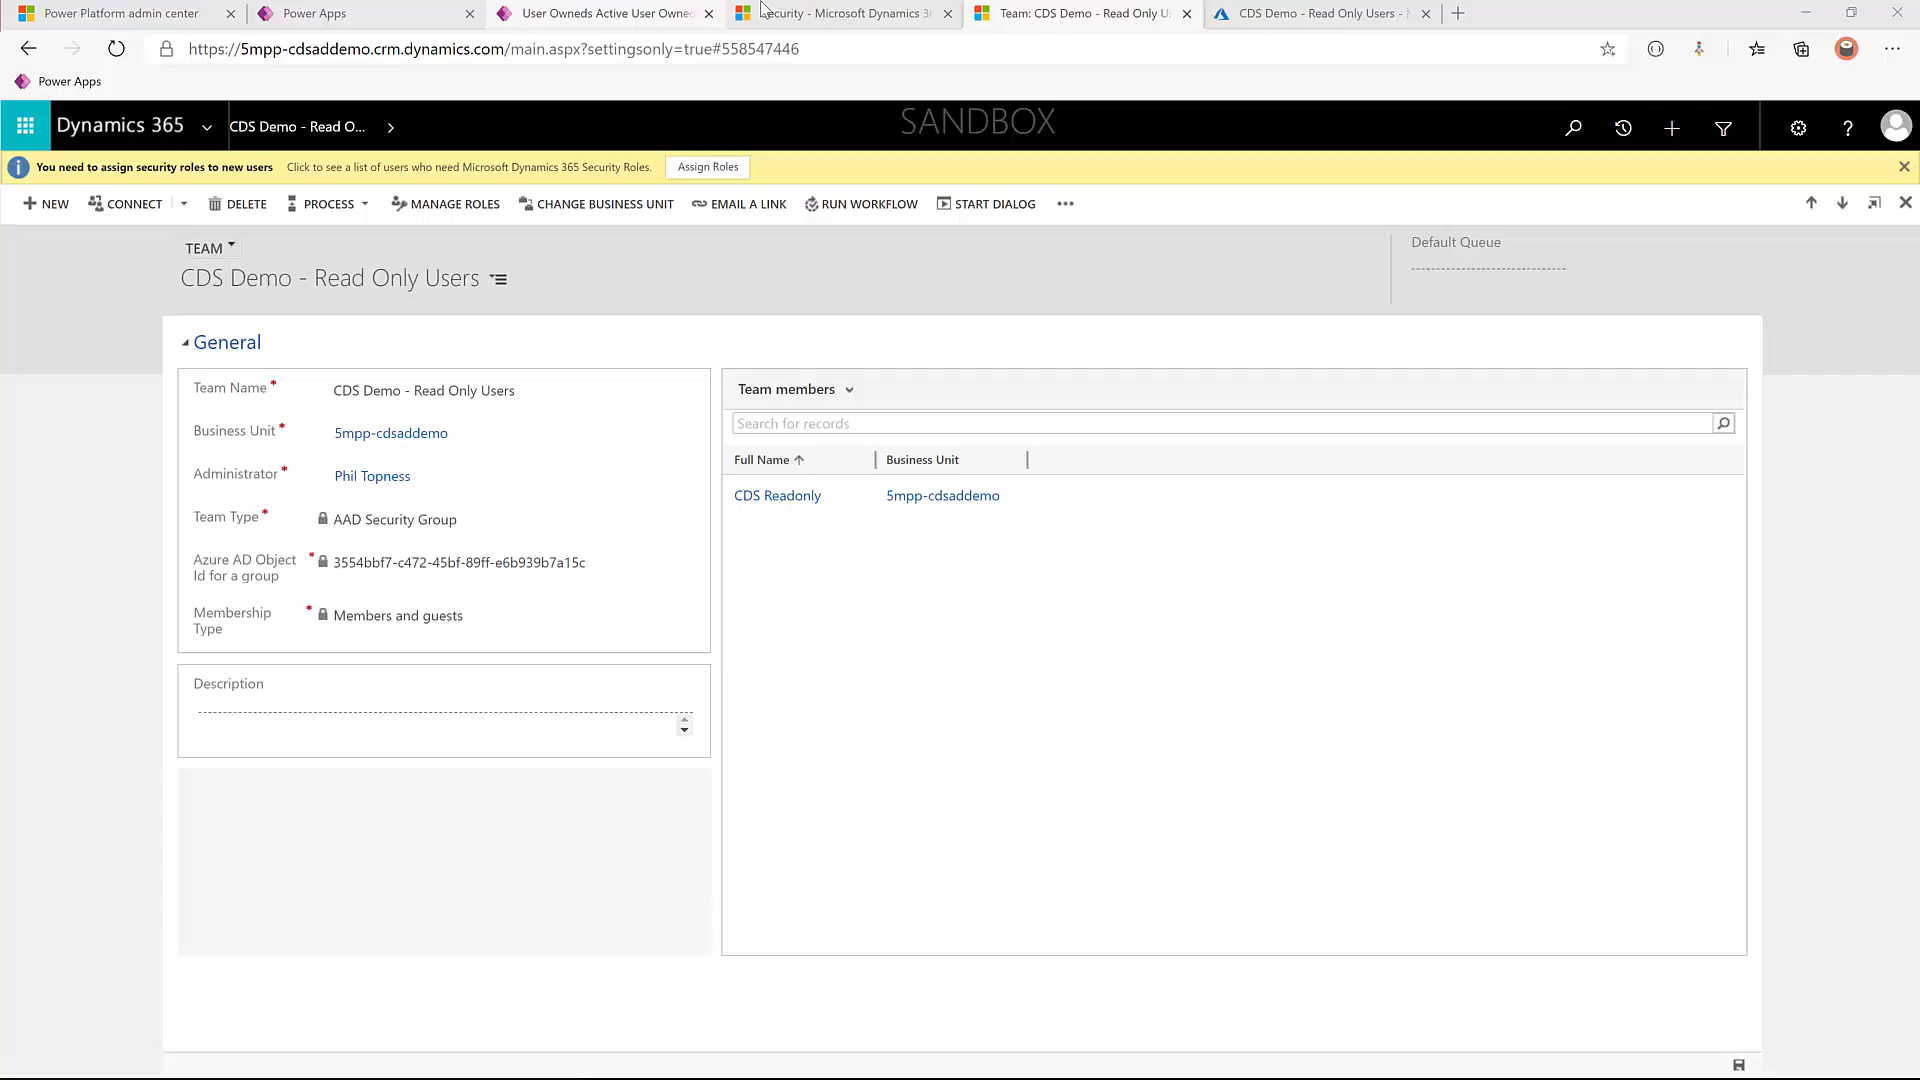 Power Platform admin center
Power Apps
User Owneds Active User Owned
ecurity - Microsoft Dynamics 3
Team: CDS Demo - Read Only U
CDS Demo - Read Only Users -
https://5mpp-cdsaddemo.crm.dynamics.com/main.aspx?settingsonly=true#558547446
Power Apps
Dynamics 365
CDS Demo - Read O...
SANDBOX
You need to assign security roles to new users Click to see a list of users who need Microsoft Dynamics 365 Security Roles. Assign Roles
NEW CONNECT DELETE PROCESS MANAGE ROLES CHANGE BUSINESS UNIT EMAIL A LINK RUN WORKFLOW START DIALOG
TEAM
CDS Demo - Read Only Users
Default Queue
General
Team Name* CDS Demo - Read Only Users
Business Unit* 5mpp-cdsaddemo
Administrator* Phil Topness
Team Type* AAD Security Group
Azure AD Object Id for a group* 3554bbf7-c472-45bf-89ff-e6b939b7a15c
Membership Type* Members and guests
Description
Team members
Search for records
Full Name Business Unit
CDS Readonly 5mpp-cdsaddemo